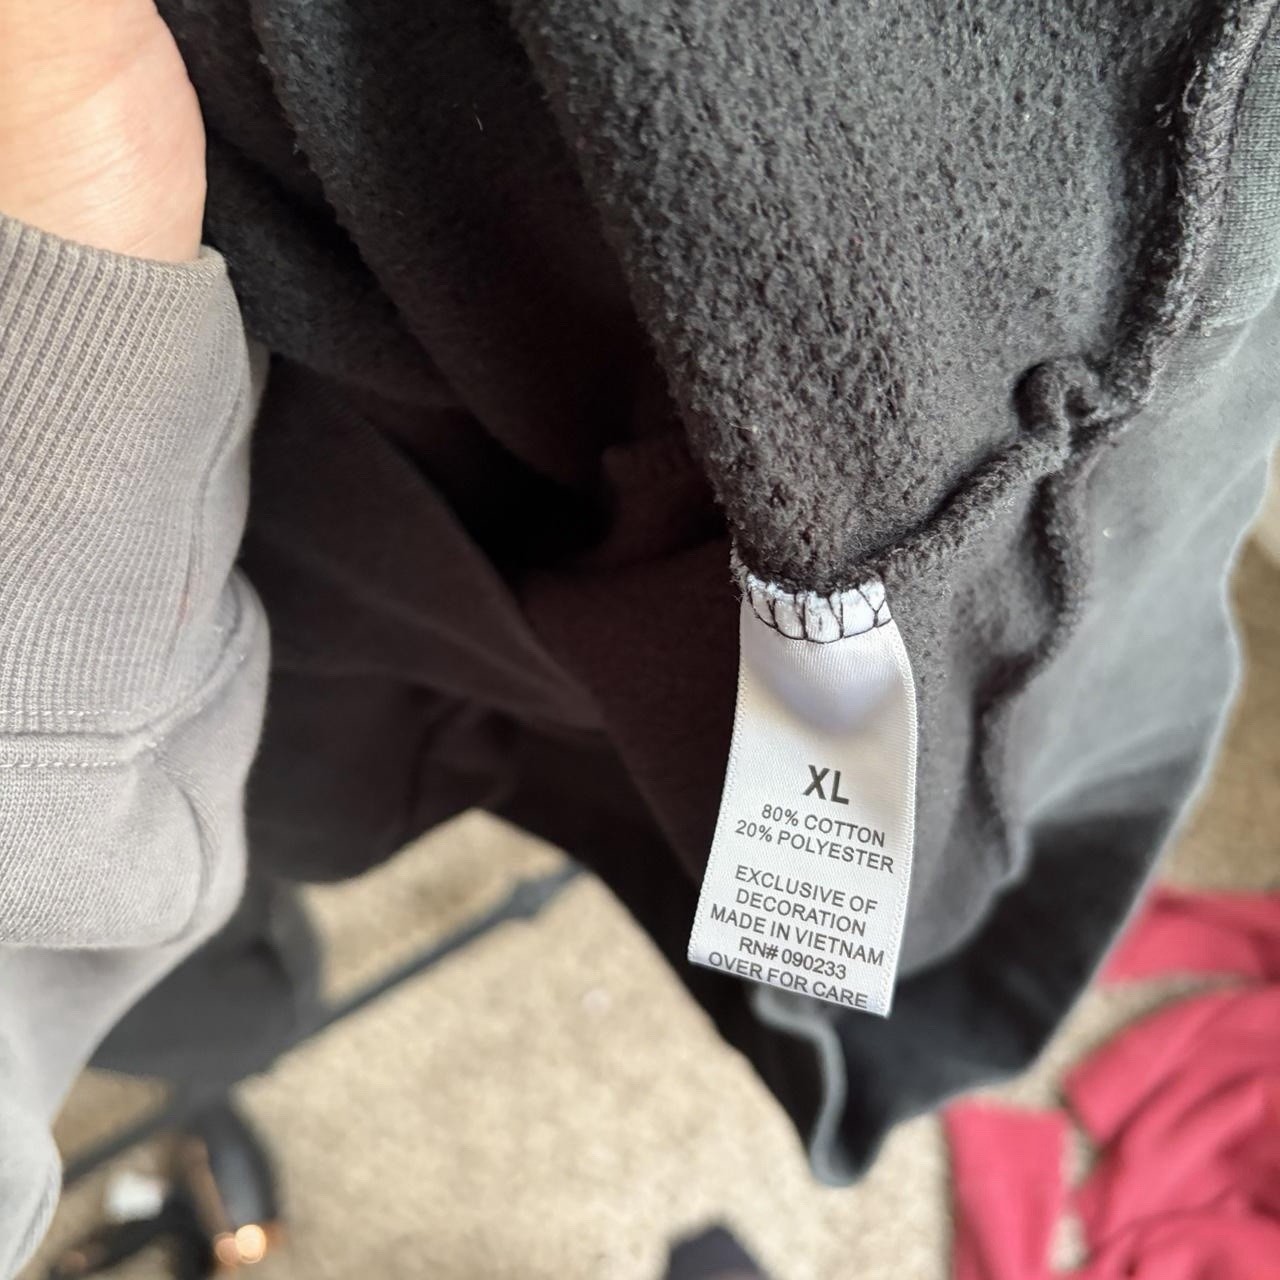 XL
80% COTTON
20% POLYESTER
EXCLUSIVE OF
DECORATION
MADE IN VIETNAM
RN# 090233
OVER FOR CARE